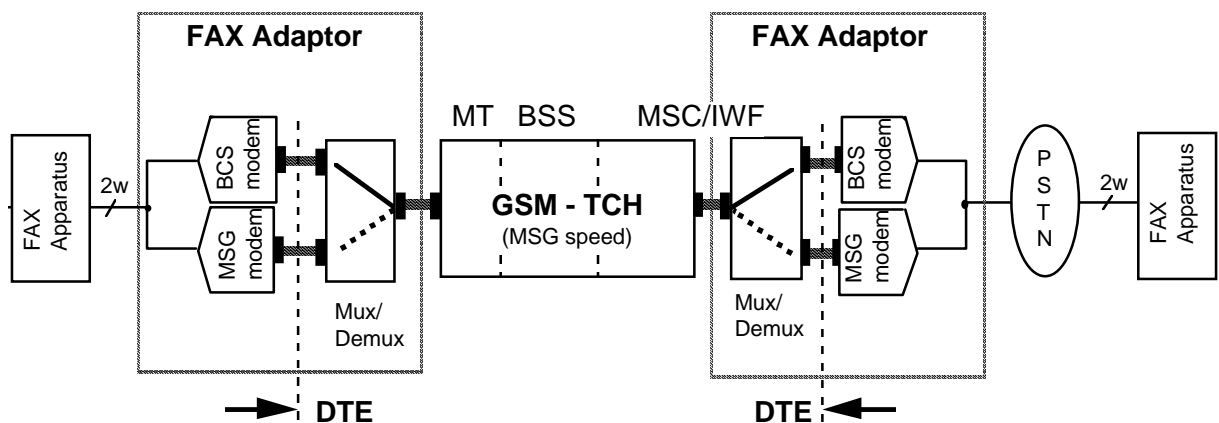 FAX Adaptor
FAX Adaptor
MT
BSS
MSC/IWF
FAX
Apparatus
2w
BCS
modem
MSG
modem
Mux/
Demux
GSM - TCH
(MSG speed)
Mux/
Demux
BCS
modem
MSG
modem
P
S
T
N
2w
FAX
Apparatus
DTE
DTE